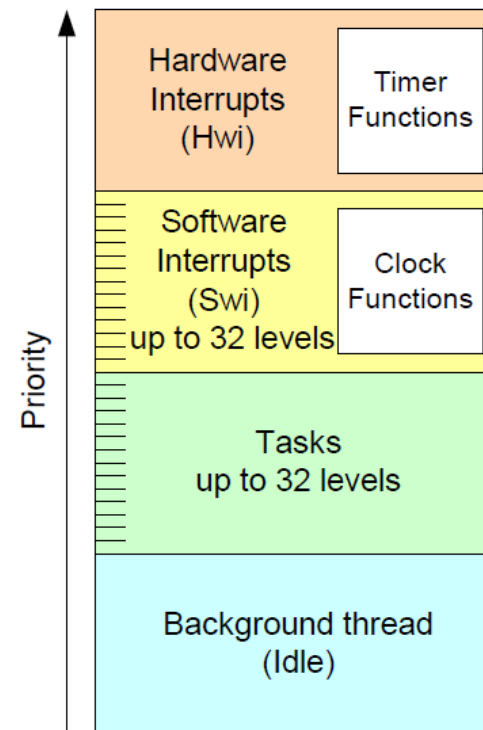 Priority
Hardware
Interrupts
(Hwi)
Timer
Functions
Software
Interrupts
(Swi)
up to 32 levels
Clock
Functions
Tasks
up to 32 levels
Background thread
(Idle)